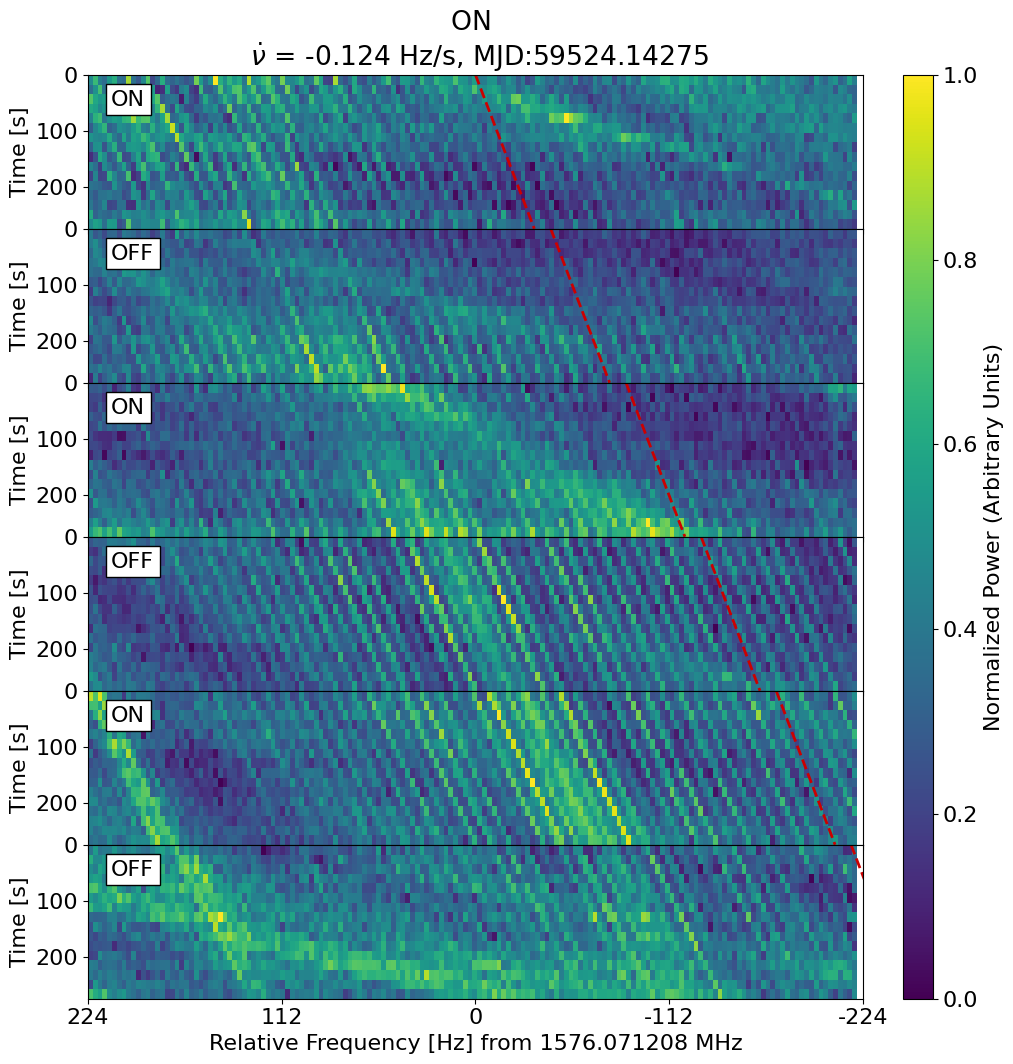 ON
ν̇ = -0.124 Hz/s, MJD:59524.14275
ON
OFF
ON
OFF
ON
OFF
Time [s]
0
100
200
Time [s]
0
100
200
Time [s]
0
100
200
Time [s]
0
100
200
Time [s]
0
100
200
Time [s]
0
100
200
224
112
0
-112
-224
Relative Frequency [Hz] from 1576.071208 MHz
1.0
0.8
0.6
0.4
0.2
0.0
Normalized Power (Arbitrary Units)